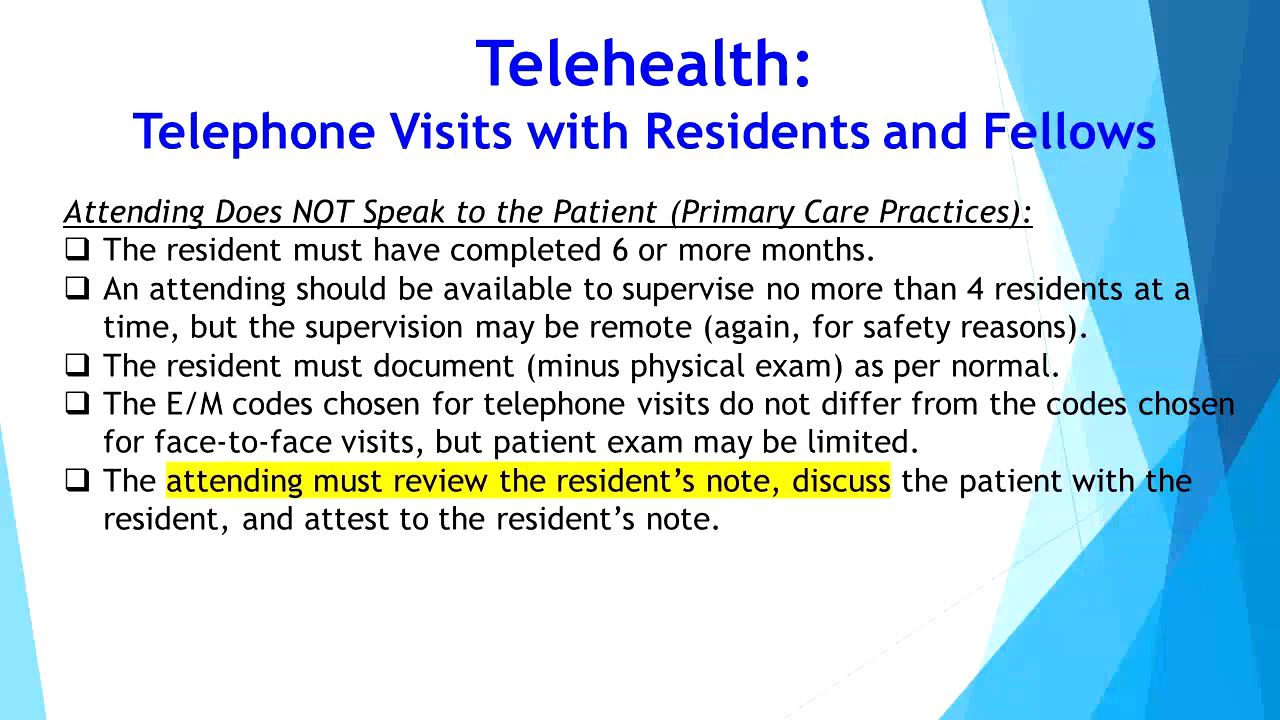 Telehealth:
Telephone Visits with Residents and Fellows
Attending Does NOT Speak to the Patient (Primary Care Practices):
❑ The resident must have completed 6 or more months.
❑ An attending should be available to supervise no more than 4 residents at a
time, but the supervision may be remote (again, for safety reasons).
❑ The resident must document (minus physical exam) as per normal.
❑ The E/M codes chosen for telephone visits do not differ from the codes chosen
for face-to-face visits, but patient exam may be limited.
❑ The attending must review the resident’s note, discuss the patient with the
resident, and attest to the resident’s note.